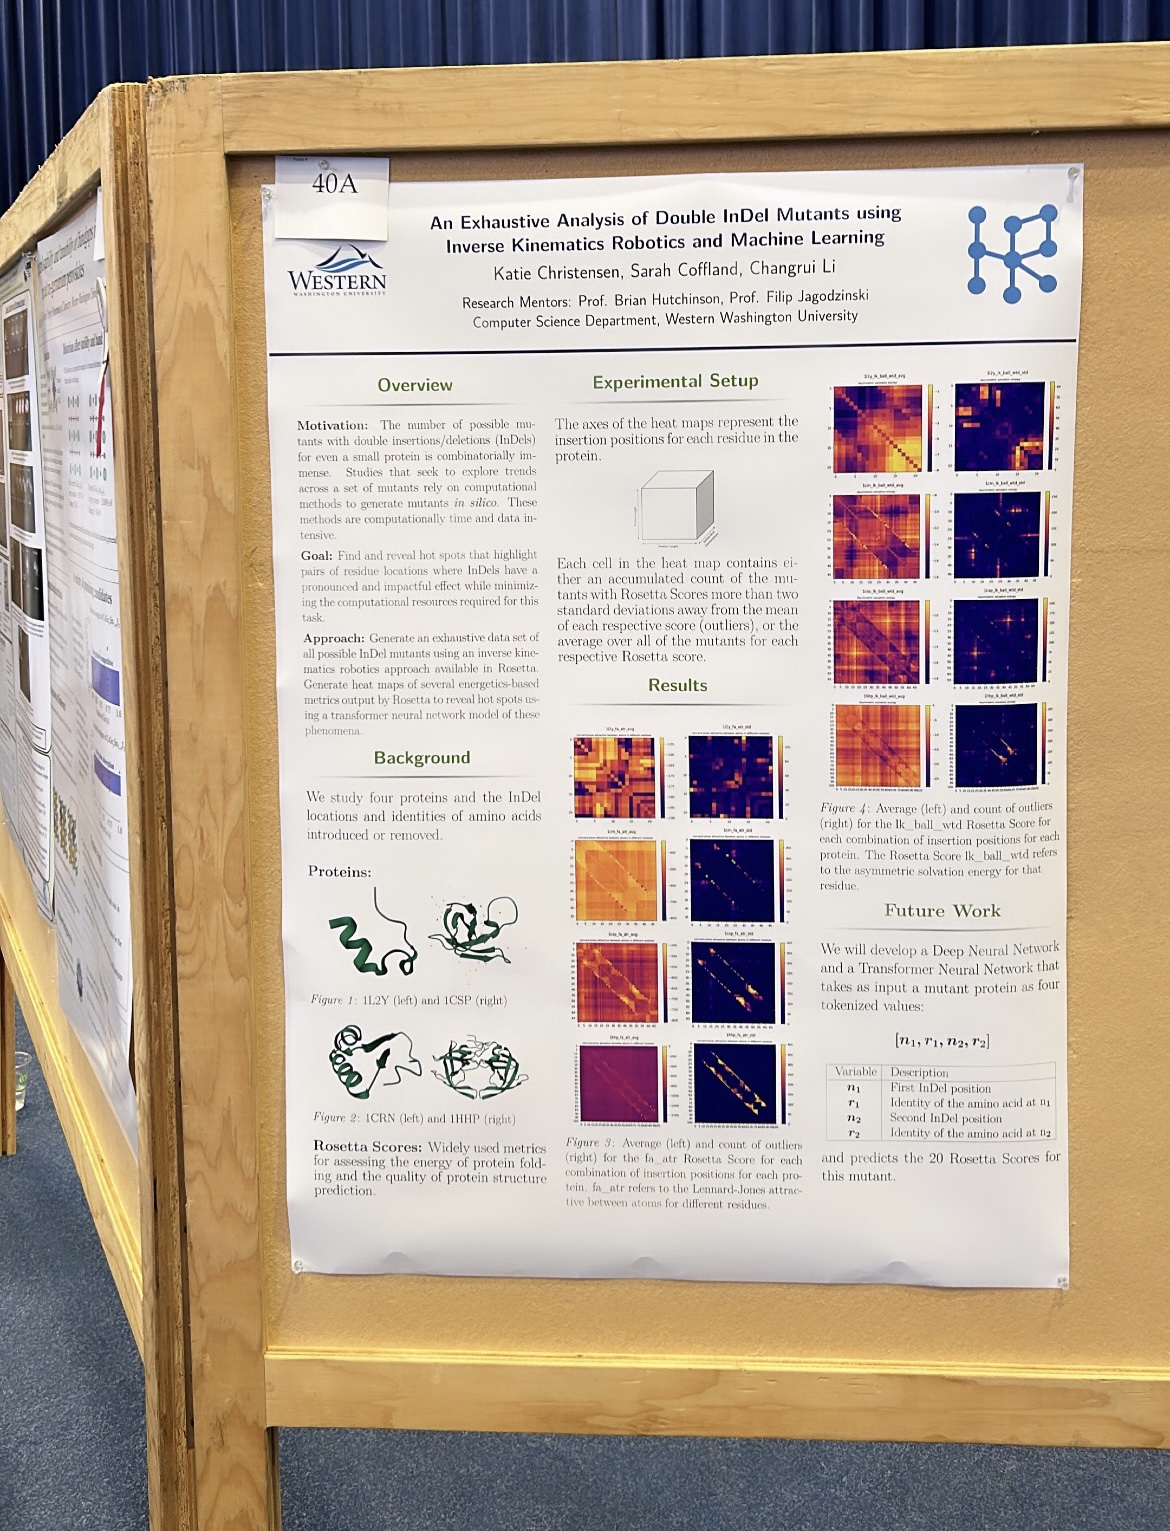 40A
WESTERN
WASHINGTON UNIVERSITY
An Exhaustive Analysis of Double InDel Mutants using
Inverse Kinematics Robotics and Machine Learning
Katie Christensen, Sarah Coffland, Changrui Li
Research Mentors: Prof. Brian Hutchinson, Prof. Filip Jagodzinski
Computer Science Department, Western Washington University
Overview
Motivation: The number of possible mu-
tants with double insertions/deletions (InDels)
for even a small protein is combinatorially im-
mense. Studies that seek to explore trends
across a set of mutants rely on computational
methods to generate mutants in silico. These
methods are computationally time and data in-
tensive.
Goal: Find and reveal hot spots that highlight
pairs of residue locations where InDels have a
pronounced and impactful effect while minimiz-
ing the computational resources required for this
task.
Approach: Generate an exhaustive data set of
all possible InDel mutants using an inverse kine-
matics robotics approach available in Rosetta.
Generate heat maps of several energetics-based
metrics output by Rosetta to reveal hot spots us-
ing a transformer neural network model of these
phenomena.
Background
We study four proteins and the InDel
locations and identities of amino acids
introduced or removed.
Proteins:
Figure 1: 1L2Y (left) and 1CSP (right)
Figure 2: 1CRN (left) and 1HHP (right)
Rosetta Scores: Widely used metrics
for assessing the energy of protein fold-
ing and the quality of protein structure
prediction.
Experimental Setup
The axes of the heat maps represent the
insertion positions for each residue in the
protein.
Each cell in the heat map contains ei-
ther an accumulated count of the mu-
tants with Rosetta Scores more than two
standard deviations away from the mean
of each respective score (outliers), or the
average over all of the mutants for each
respective Rosetta score.
Results
1l2y_fa_atr_avg
1l2y_fa_atr_std
1crn_fa_atr_avg
1crn_fa_atr_std
1csp_fa_atr_avg
1csp_fa_atr_std
1hhp_fa_atr_avg
1hhp_fa_atr_std
Figure 3: Average (left) and count of outliers
(right) for the fa_atr Rosetta Score for each
combination of insertion positions for each pro-
tein. fa_atr refers to the Lennard-Jones attrac-
tive between atoms for different residues.
1l2y_lk_ball_wtd_avg
1l2y_lk_ball_wtd_std
1crn_lk_ball_wtd_avg
1crn_lk_ball_wtd_std
1csp_lk_ball_wtd_avg
1csp_lk_ball_wtd_std
1hhp_lk_ball_wtd_avg
1hhp_lk_ball_wtd_std
Figure 4: Average (left) and count of outliers
(right) for the lk_ball_wtd Rosetta Score for
each combination of insertion positions for each
protein. The Rosetta Score lk_ball_wtd refers
to the asymmetric solvation energy for that
residue.
Future Work
We will develop a Deep Neural Network
and a Transformer Neural Network that
takes as input a mutant protein as four
tokenized values:
[n₁, r₁, n₂, r₂]
Variable Description
n₁ First InDel position
r₁ Identity of the amino acid at n₁
n₂ Second InDel position
r₂ Identity of the amino acid at n₂
and predicts the 20 Rosetta Scores for
this mutant.